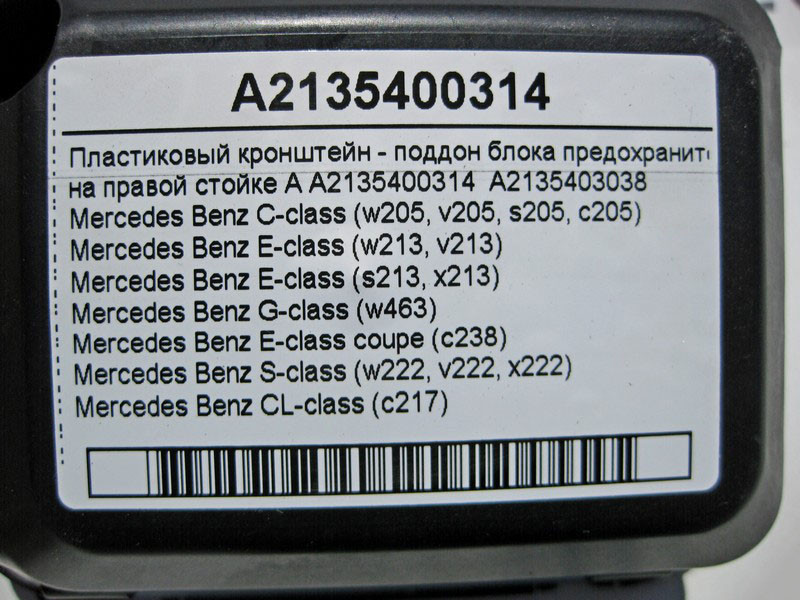 A2135400314
Пластиковый кронштейн - поддон блока предохранит
на правой стойке А A2135400314 A2135403038
Mercedes Benz C-class (w205, v205, s205, c205)
Mercedes Benz E-class (w213, v213)
Mercedes Benz E-class (s213, x213)
Mercedes Benz G-class (w463)
Mercedes Benz E-class coupe (c238)
Mercedes Benz S-class (w222, v222, x222)
Mercedes Benz CL-class (c217)